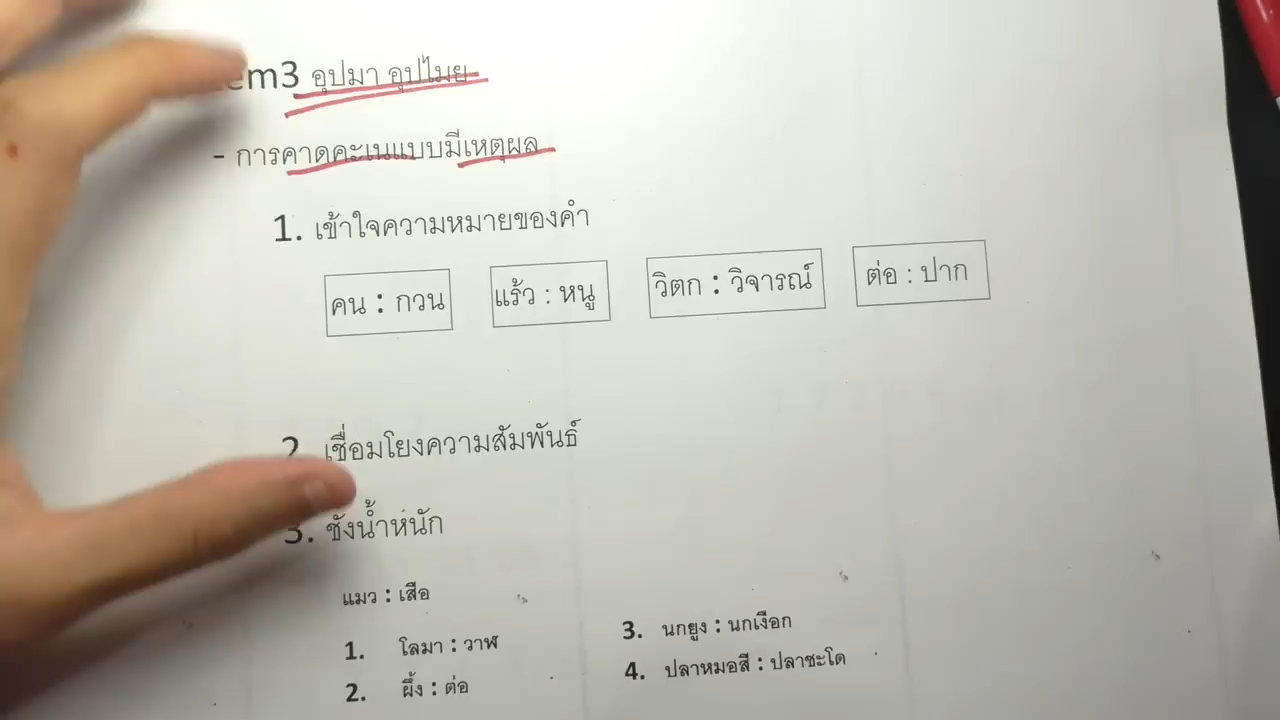 em3 อุปมา อุปไมย
- การคาดคะเนแบบมีเหตุผล
1. เข้าใจความหมายของคำ
คน : กวน แร้ว : หนู วิตก : วิจารณ์ ต่อ : ปาก
2. เชื่อมโยงความสัมพันธ์
3. ชั่งน้ำหนัก
แมว : เสือ
1. โลมา : วาฬ
2. ผึ้ง : ต่อ
3. นกยูง : นกเงือก
4. ปลาหมอสี : ปลาชะโด